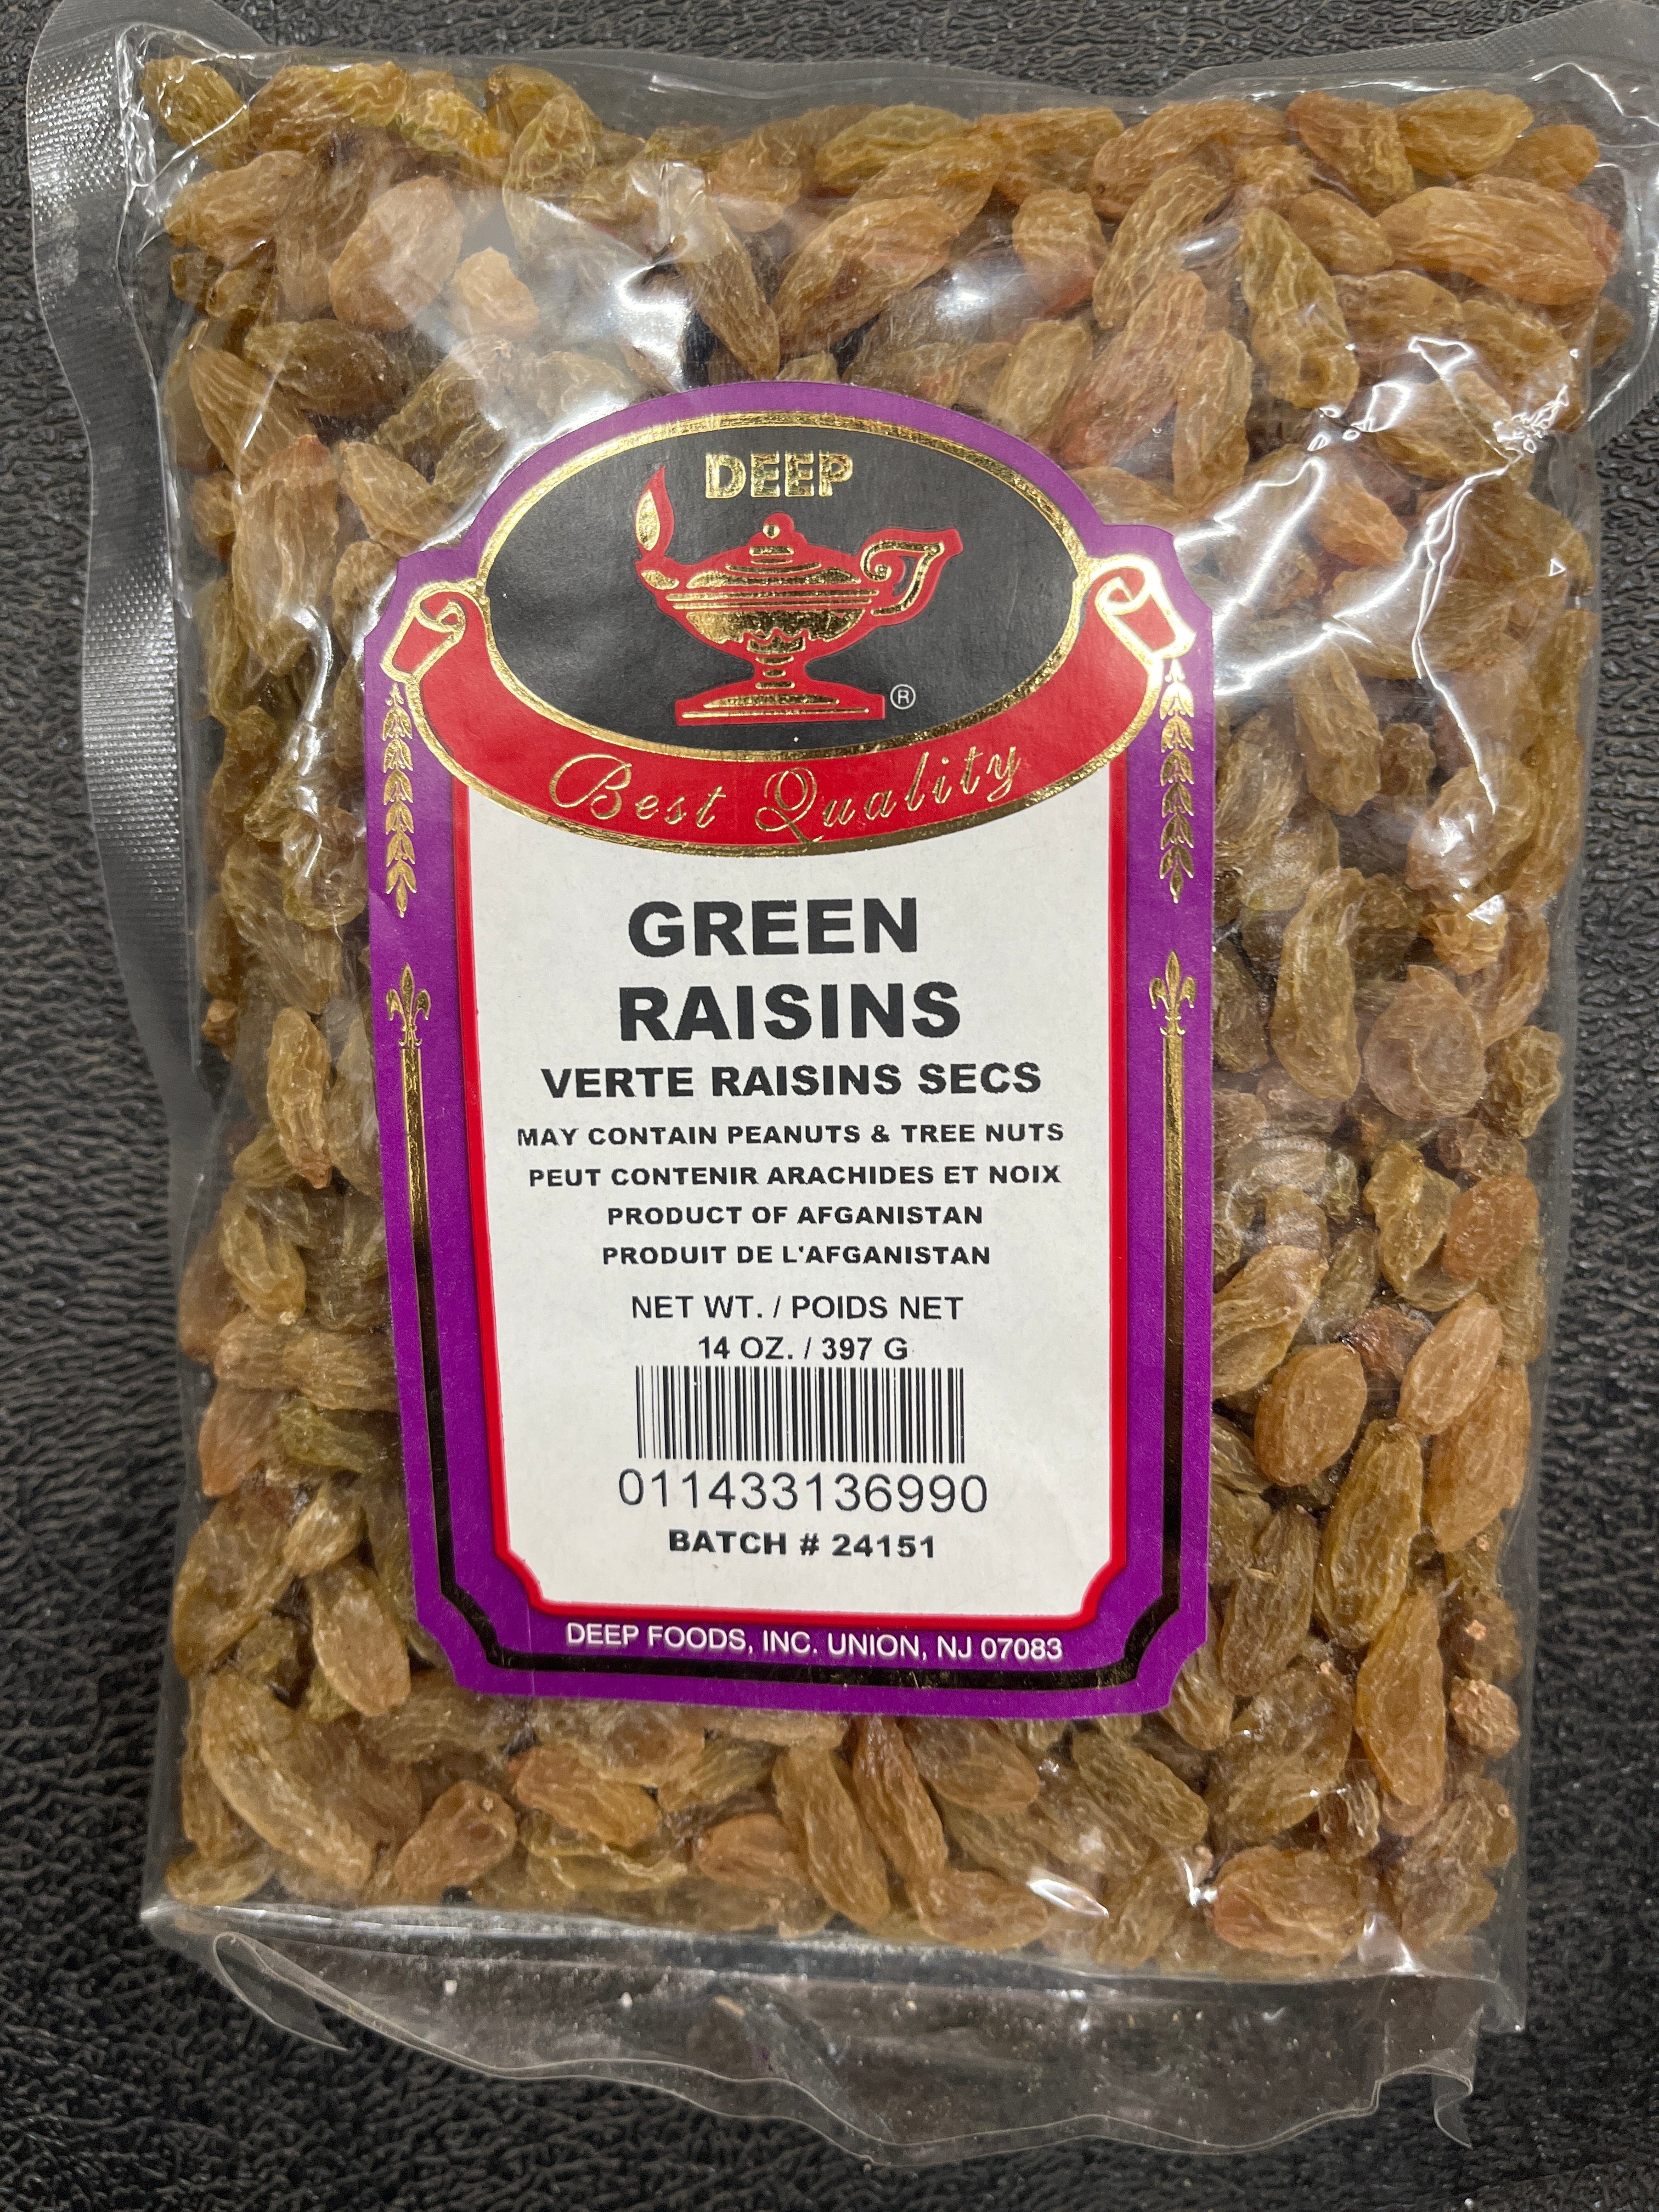 DEEP
®
Best Quality
GREEN
RAISINS
VERTE RAISINS SECS
MAY CONTAIN PEANUTS & TREE NUTS
PEUT CONTENIR ARACHIDES ET NOIX
PRODUCT OF AFGANISTAN
PRODUIT DE L'AFGANISTAN
NET WT. / POIDS NET
14 OZ. / 397 G
011433136990
BATCH # 24151
DEEP FOODS, INC. UNION, NJ 07083